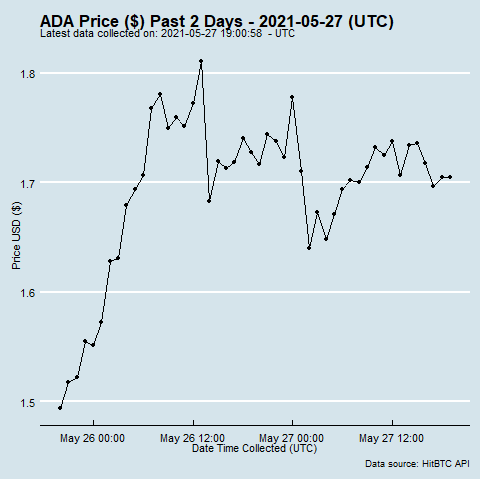 ADA Price ($) Past 2 Days - 2021-05-27 (UTC)
Latest data collected on: 2021-05-27 19:00:58 - UTC
1.8
1.7
1.6
1.5
Price USD ($)
May 26 00:00 May 26 12:00 May 27 00:00 May 27 12:00
Date Time Collected (UTC)
Data source: HitBTC API